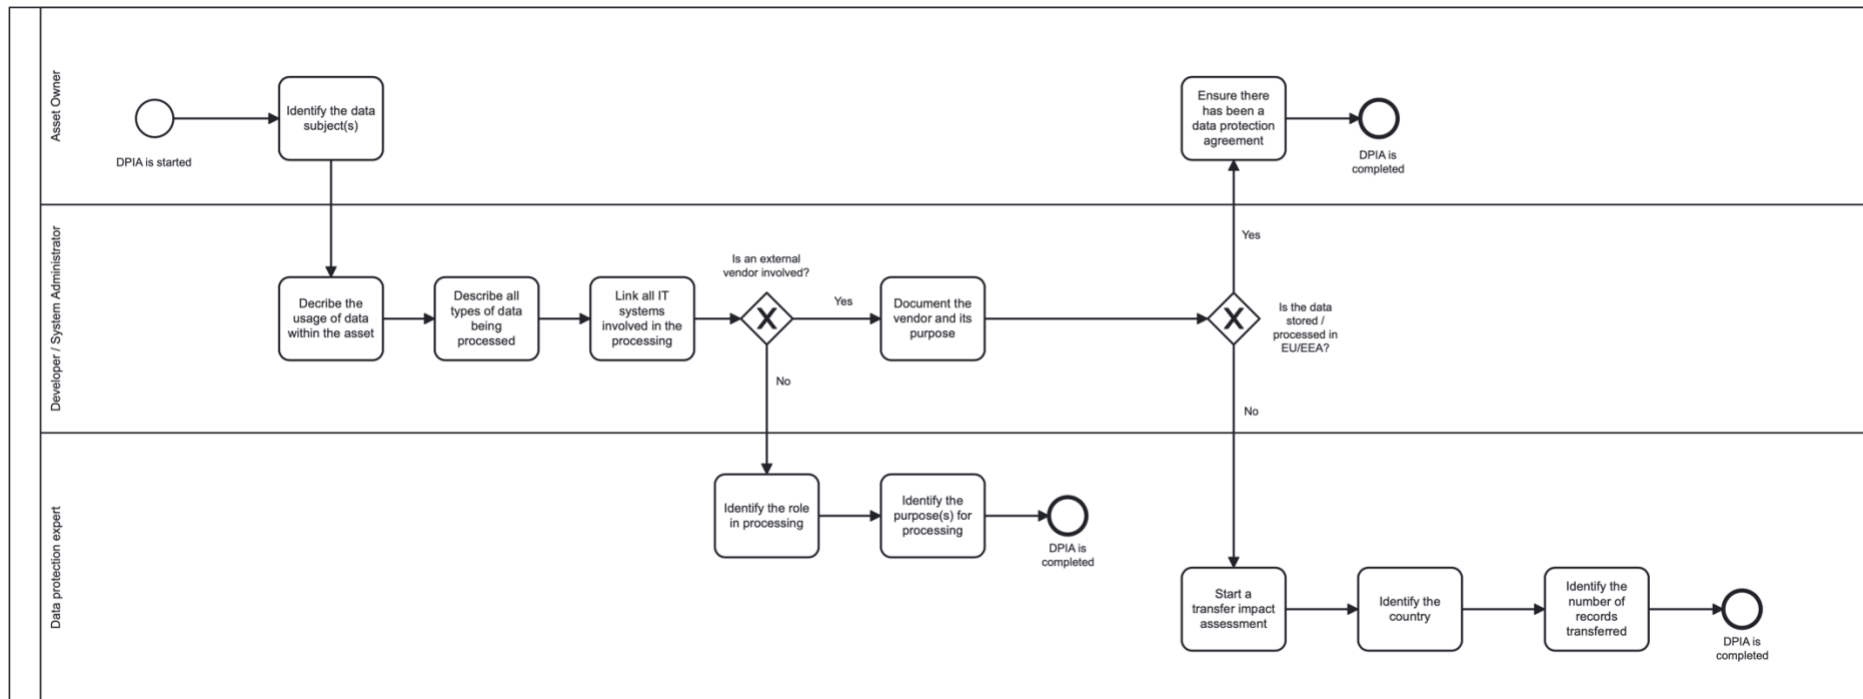 Asset Owner
DPIA is started
Identify the data
subject(s)
Ensure there
has been a
data protection
agreement
DPIA is
completed
Developer / System Administrator
Decribe the
usage of data
within the asset
Describe all
types of data
being
processed
Link all IT
systems
involved in the
processing
Is an external
vendor involved?
Yes
No
Document the
vendor and its
purpose
Yes
Is the data
stored /
processed in
EU/EEA?
No
Data protection expert
Identify the role
in processing
Identify the
purpose(s) for
processing
DPIA is
completed
Start a
transfer impact
assessment
Identify the
country
Identify the
number of
records
transferred
DPIA is
completed